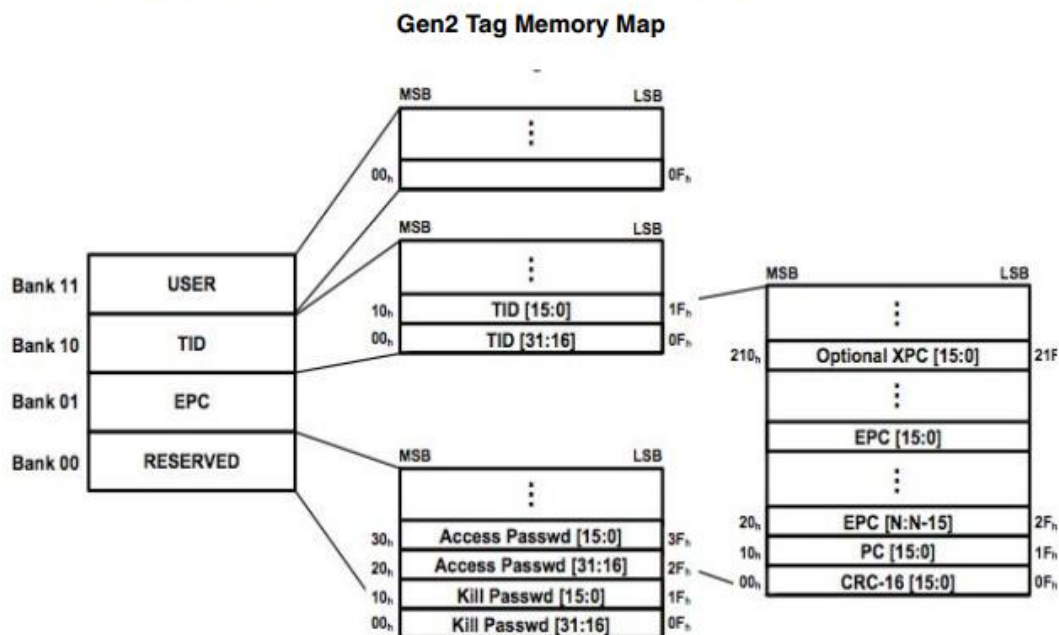 Gen2 Tag Memory Map
MSB LSB
00h 0Fh
MSB LSB
10h TID [15:0] 1Fh
00h TID [31:16] 0Fh
Bank 11 USER
Bank 10 TID
Bank 01 EPC
Bank 00 RESERVED
MSB LSB
30h Access Passwd [15:0] 3Fh
20h Access Passwd [31:16] 2Fh
10h Kill Passwd [15:0] 1Fh
00h Kill Passwd [31:16] 0Fh
MSB LSB
210h Optional XPC [15:0] 21F
EPC [15:0]
20h EPC [N:N-15] 2Fh
10h PC [15:0] 1Fh
00h CRC-16 [15:0] 0Fh